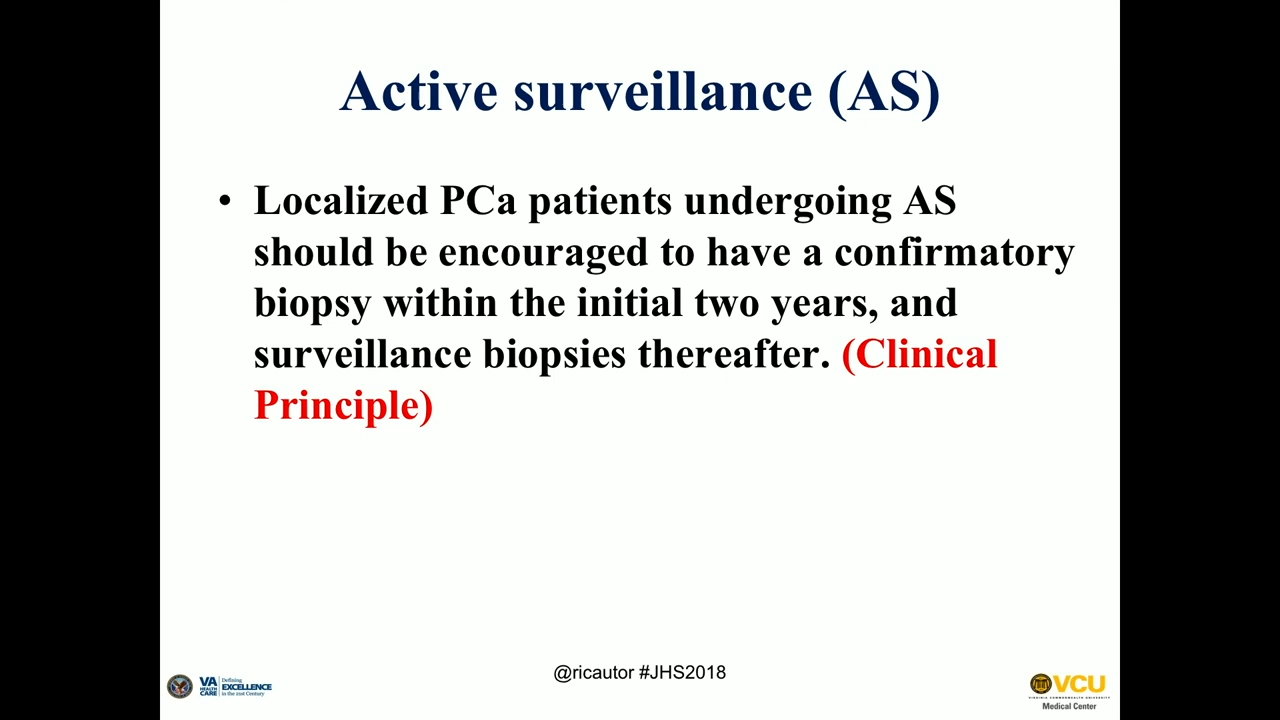 Active surveillance (AS)
• Localized PCa patients undergoing AS
should be encouraged to have a confirmatory
biopsy within the initial two years, and
surveillance biopsies thereafter. (Clinical
Principle)
@ricautor #JHS2018
VA
HEALTH
CARE
Defining
EXCELLENCE
in the 21st Century
VCU
VIRGINIA COMMONWEALTH UNIVERSITY
Medical Center